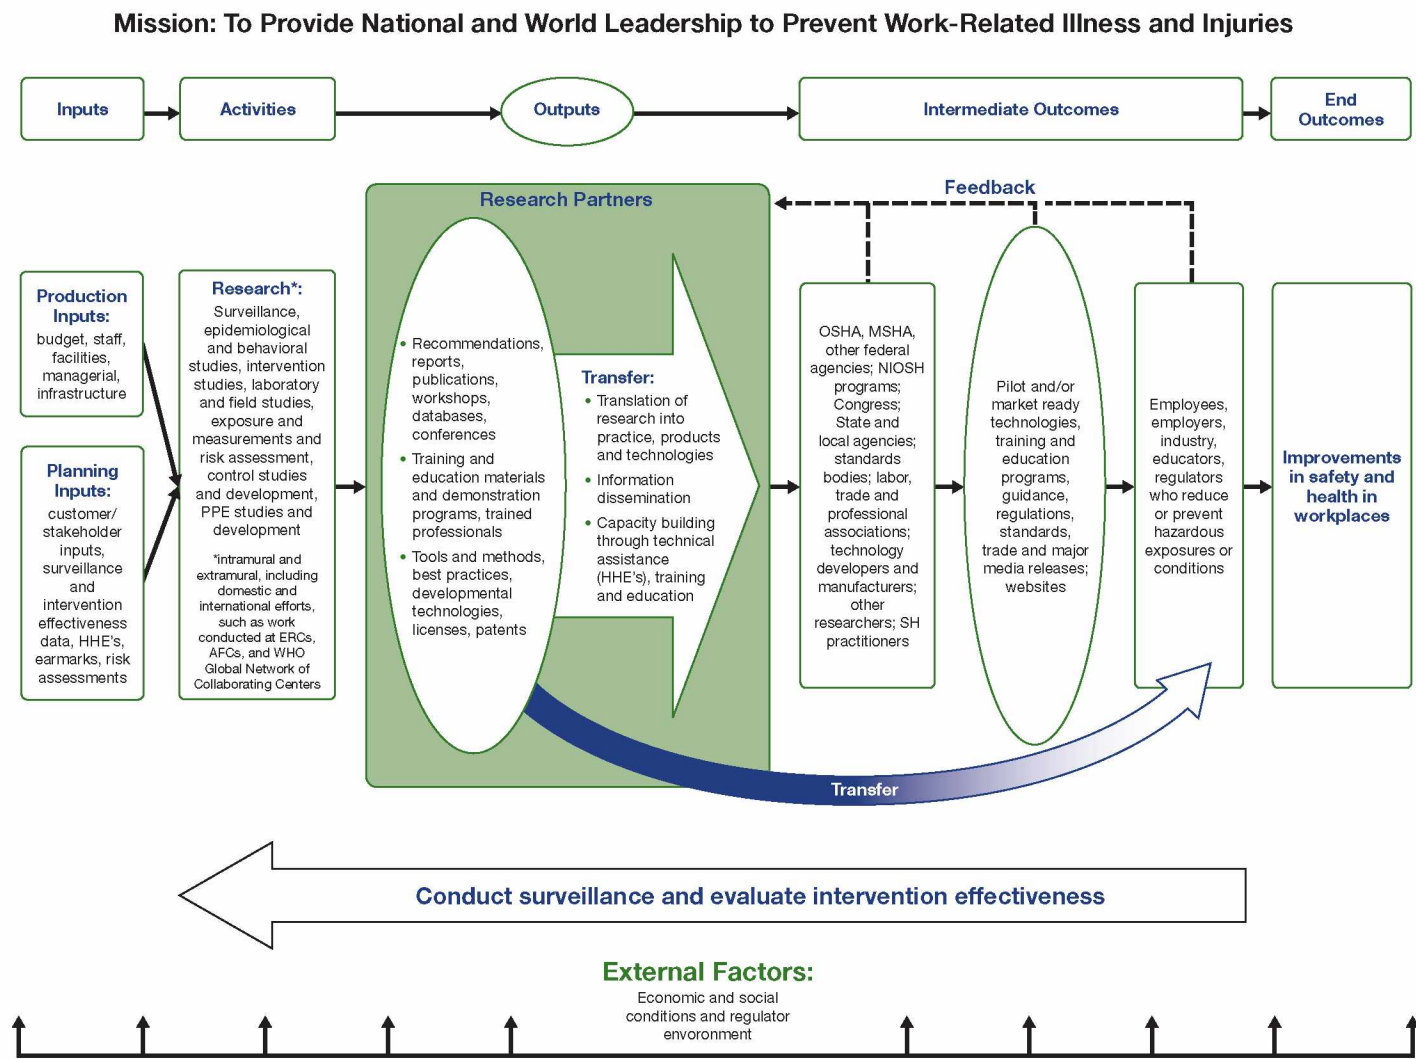 Mission: To Provide National and World Leadership to Prevent Work-Related Illness and Injuries
Inputs
Activities
Outputs
Intermediate Outcomes
End
Outcomes
Research Partners
Feedback
Production
Inputs:
budget, staff,
facilities,
managerial,
infrastructure
Planning
Inputs:
customer/
stakeholder
inputs,
surveillance
and
intervention
effectiveness
data, HHE's,
earmarks, risk
assessments
Research*:
Surveillance,
epidemiological
and behavioral
studies, intervention
studies, laboratory
and field studies,
exposure and
measurements and
risk assessment,
control studies
and development,
PPE studies and
development
*intramural and
extramural, including
domestic and
international efforts,
such as work
conducted at ERCs,
AFCs, and WHO
Global Network of
Collaborating Centers
• Recommendations,
reports,
publications,
workshops,
databases,
conferences
• Training and
education materials
and demonstration
programs, trained
professionals
• Tools and methods,
best practices,
developmental
technologies,
licenses, patents
Transfer:
• Translation of
research into
practice, products
and technologies
• Information
dissemination
• Capacity building
through technical
assistance
(HHE's), training
and education
OSHA, MSHA,
other federal
agencies; NIOSH
programs;
Congress;
State and
local agencies;
standards
bodies; labor,
trade and
professional
associations;
technology
developers and
manufacturers;
other
researchers; SH
practitioners
Pilot and/or
market ready
technologies,
training and
education
programs,
guidance,
regulations,
standards,
trade and major
media releases;
websites
Employees,
employers,
industry,
educators,
regulators
who reduce
or prevent
hazardous
exposures or
conditions
Improvements
in safety and
health in
workplaces
Transfer
Conduct surveillance and evaluate intervention effectiveness
External Factors:
Economic and social
conditions and regulator
environment